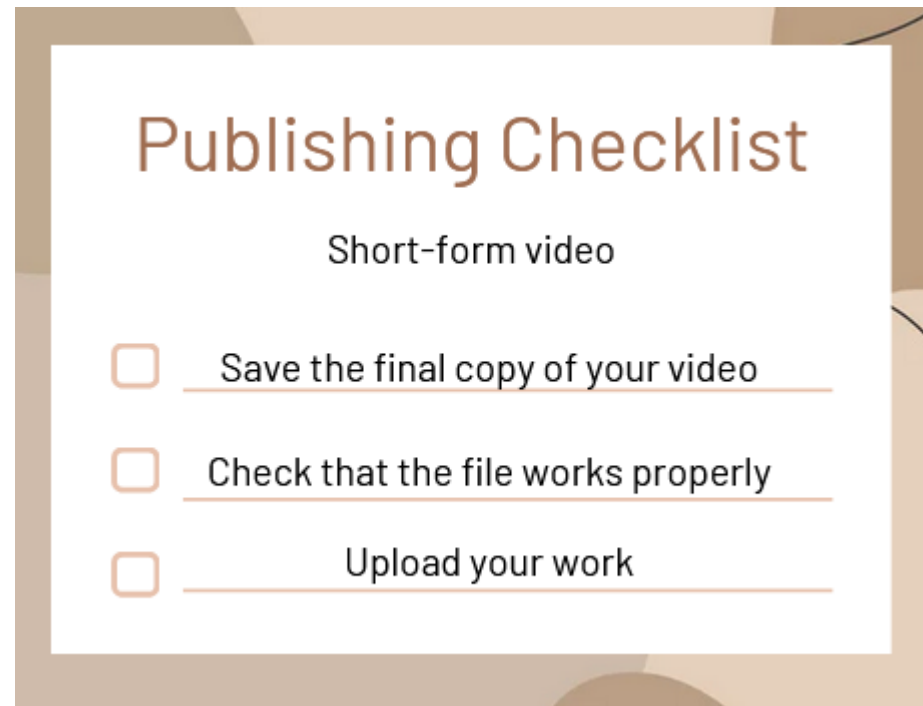 Publishing Checklist
Short-form video
Save the final copy of your video
Check that the file works properly
Upload your work